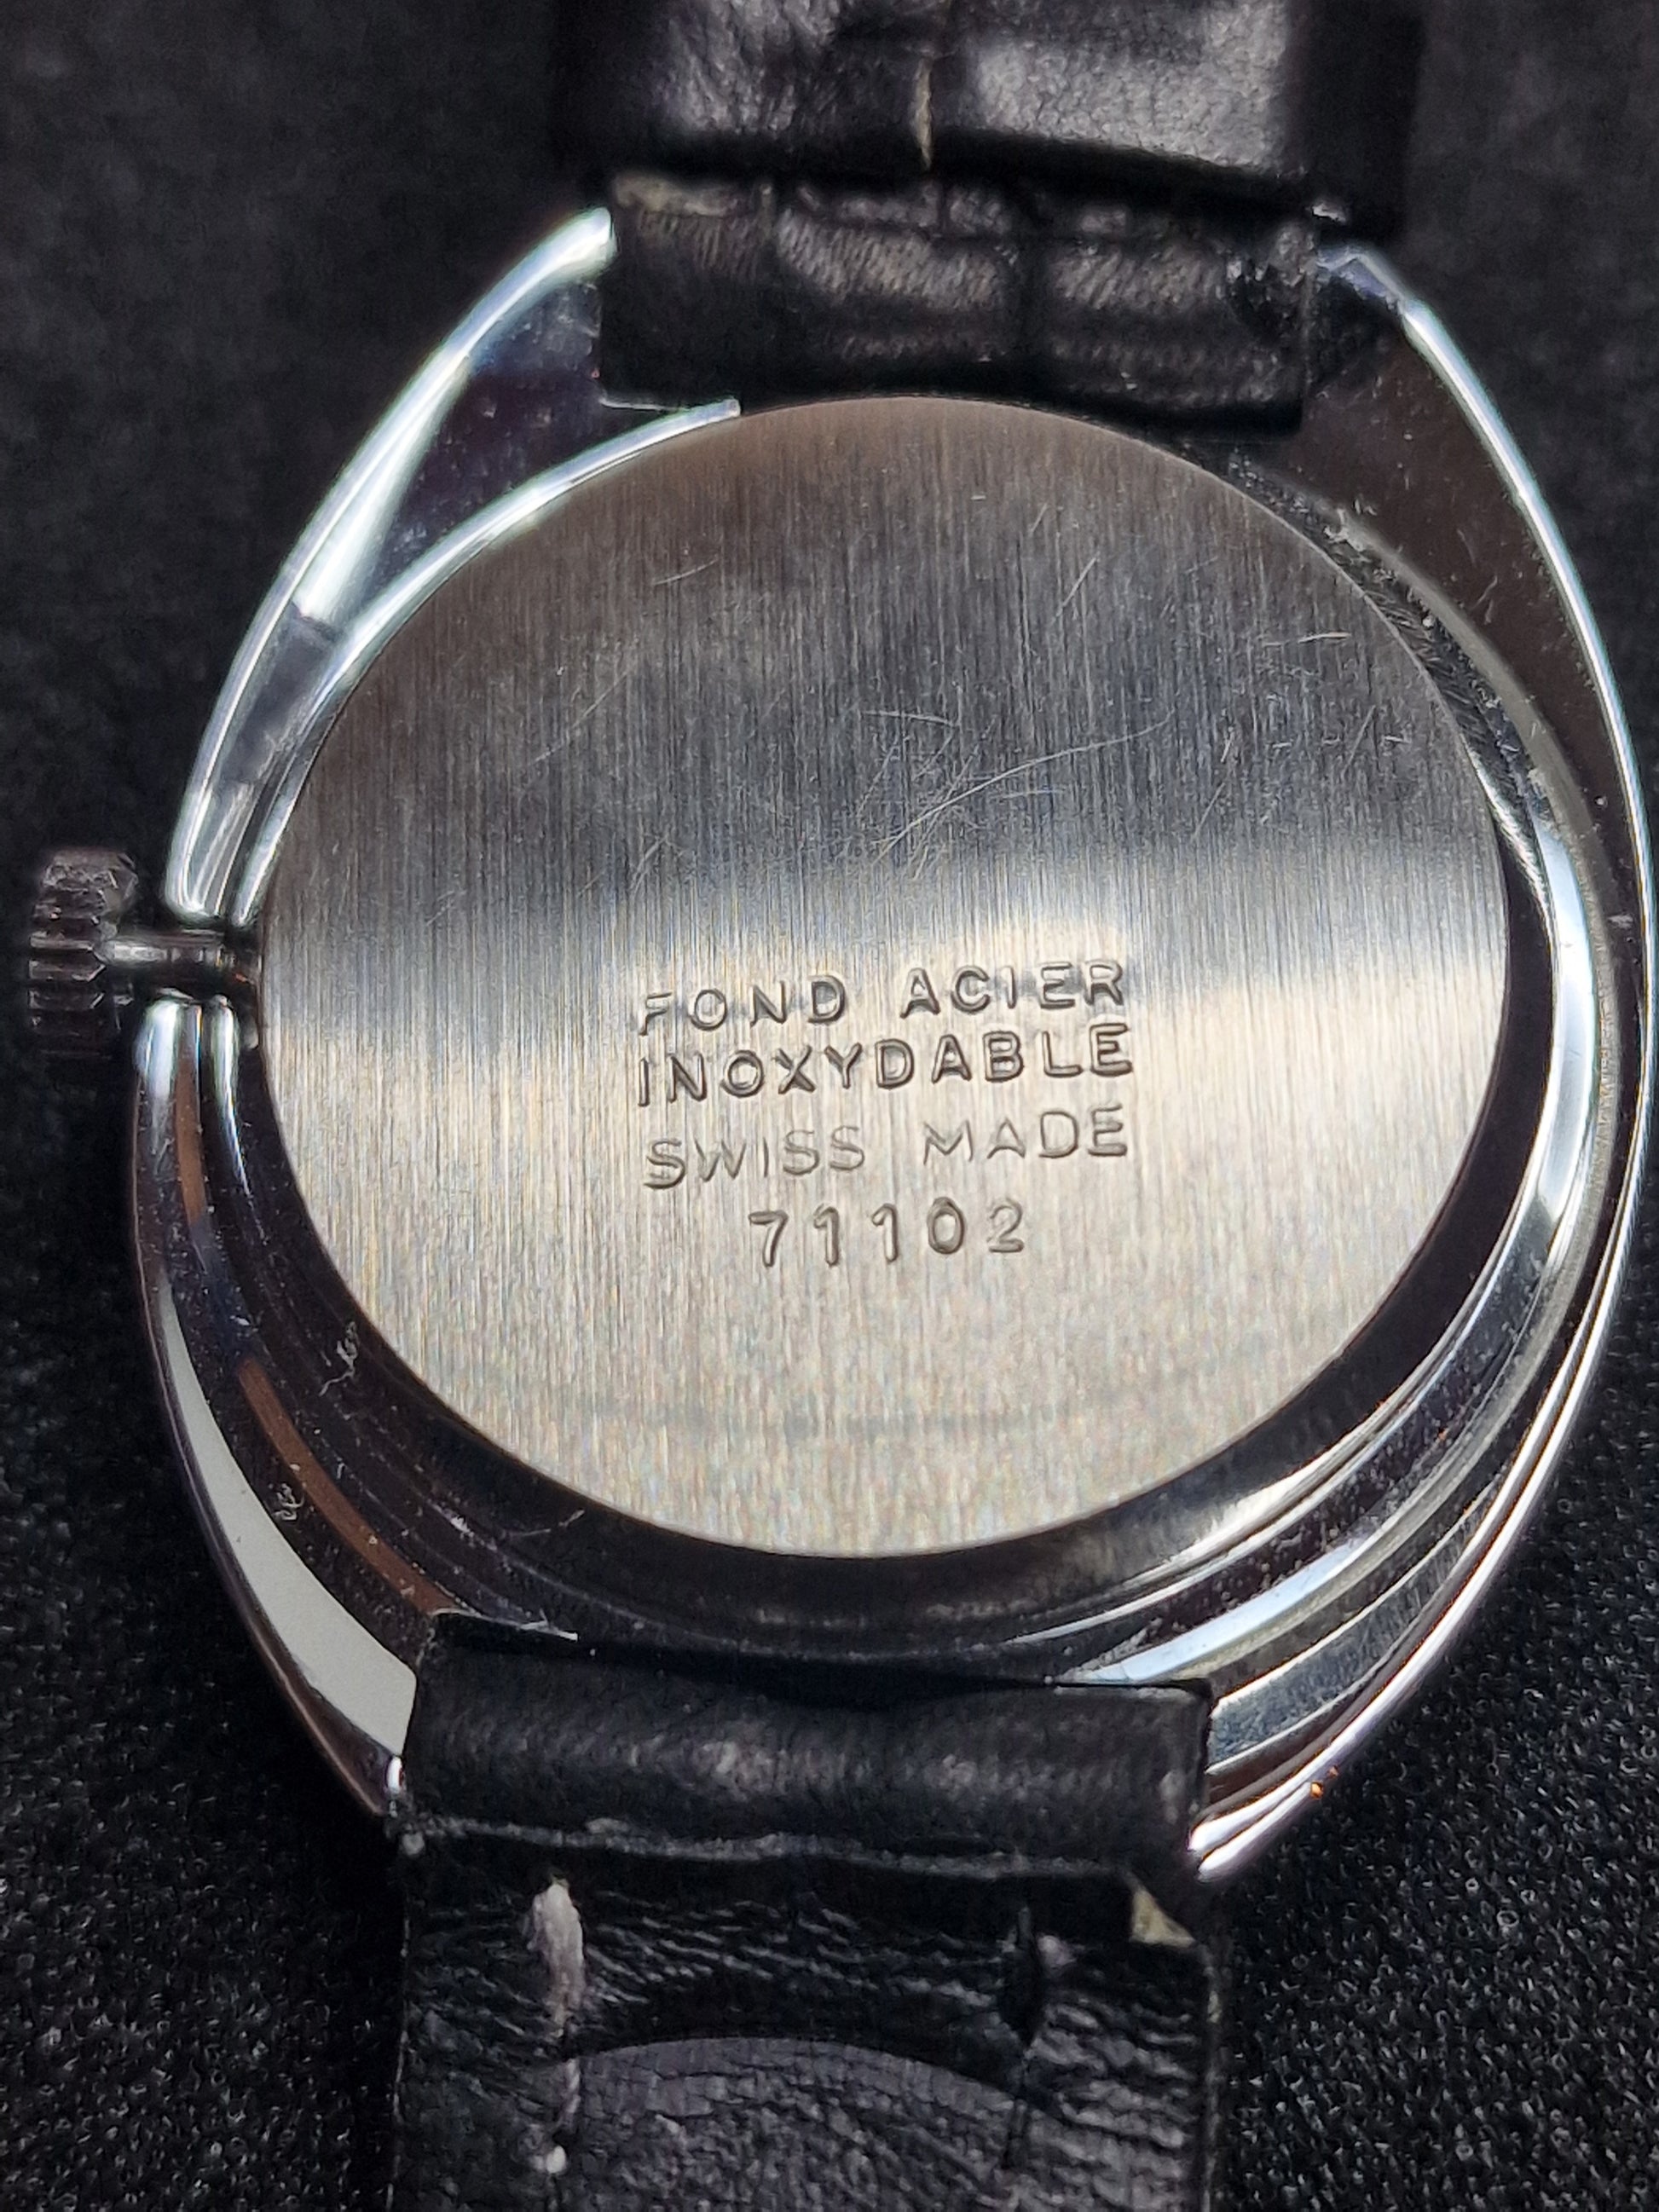 FOND ACIER
INOXYDABLE
SWISS MADE
71102